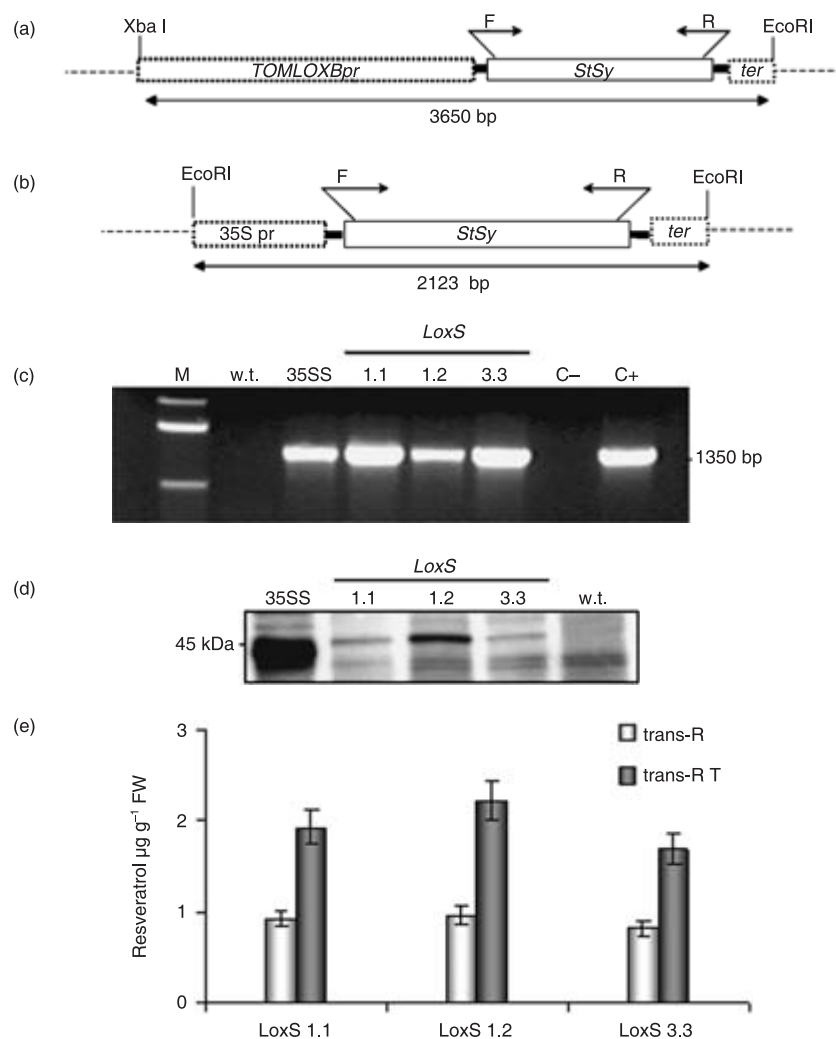 (a)
Xba I
F
R
EcoRI
TOMLOXBpr
StSy
ter
3650 bp
(b)
EcoRI
F
R
EcoRI
35S pr
StSy
ter
2123 bp
LoxS
(c)
M w.t. 35SS 1.1 1.2 3.3 C– C+
1350 bp
(d)
LoxS
35SS 1.1 1.2 3.3 w.t.
45 kDa
(e)
3
trans-R
trans-R T
2
1
0
Resveratrol µg g⁻¹ FW
LoxS 1.1 LoxS 1.2 LoxS 3.3